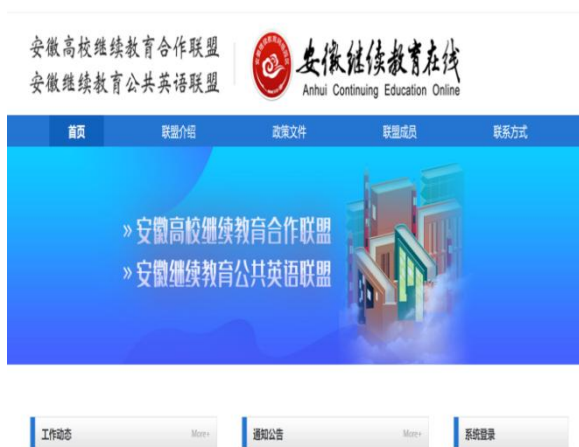 安徽高校继续教育合作联盟
安徽继续教育公共英语联盟
安徽继续教育在线
Anhui Continuing Education Online
首页 联盟介绍 政策文件 联盟成员 联系方式
» 安徽高校继续教育合作联盟
» 安徽继续教育公共英语联盟
工作动态 More+ 通知公告 More+ 系统登录